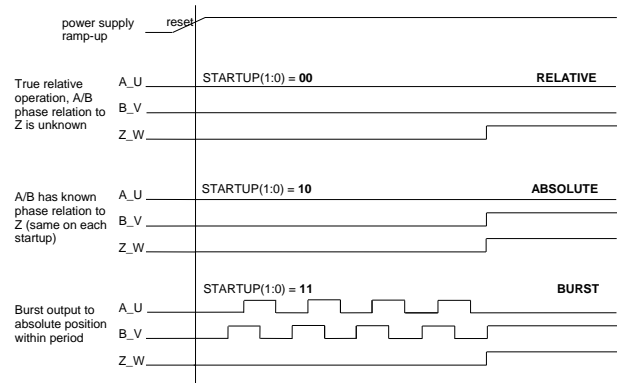 power supply
ramp-up
reset
True relative
operation, A/B
phase relation to
Z is unknown
A_U
STARTUP(1:0) = 00
RELATIVE
B_V
Z_W
A/B has known
phase relation to
Z (same on each
startup)
A_U
STARTUP(1:0) = 10
ABSOLUTE
B_V
Z_W
Burst output to
absolute position
within period
STARTUP(1:0) = 11
BURST
A_U
B_V
Z_W